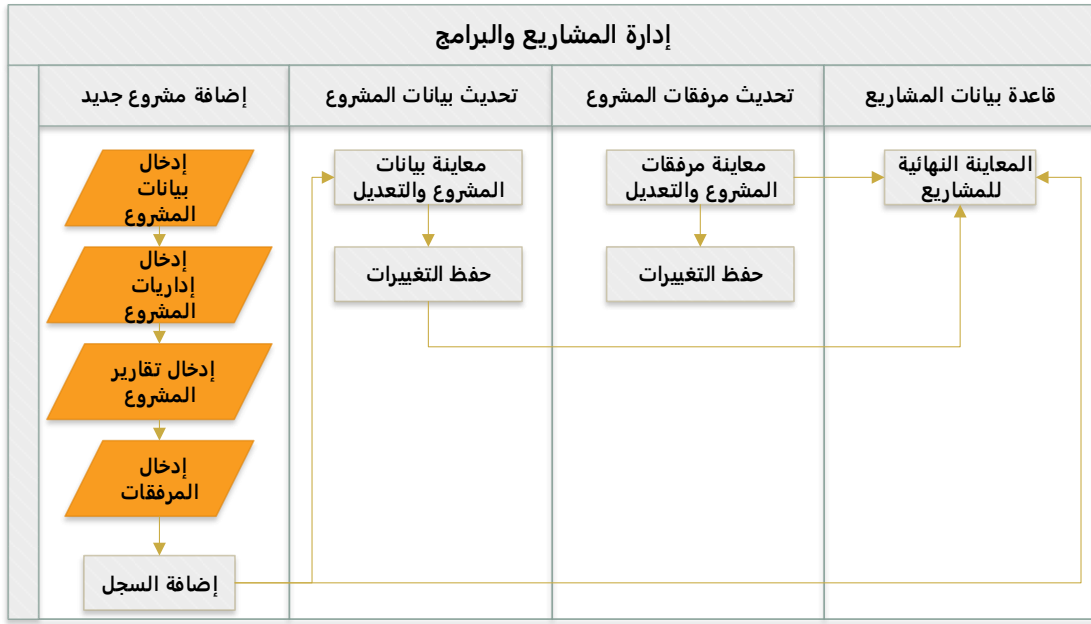 إدارة المشاريع والبرامج
إضافة مشروع جديد
تحديث بيانات المشروع
تحديث مرفقات المشروع
قاعدة بيانات المشاريع
إدخال
بيانات
المشروع
إدخال
إداريات
المشروع
إدخال تقارير
المشروع
إدخال
المرفقات
إضافة السجل
معاينة بيانات
المشروع والتعديل
حفظ التغييرات
معاينة مرفقات
المشروع والتعديل
حفظ التغييرات
المعاينة النهائية
للمشاريع